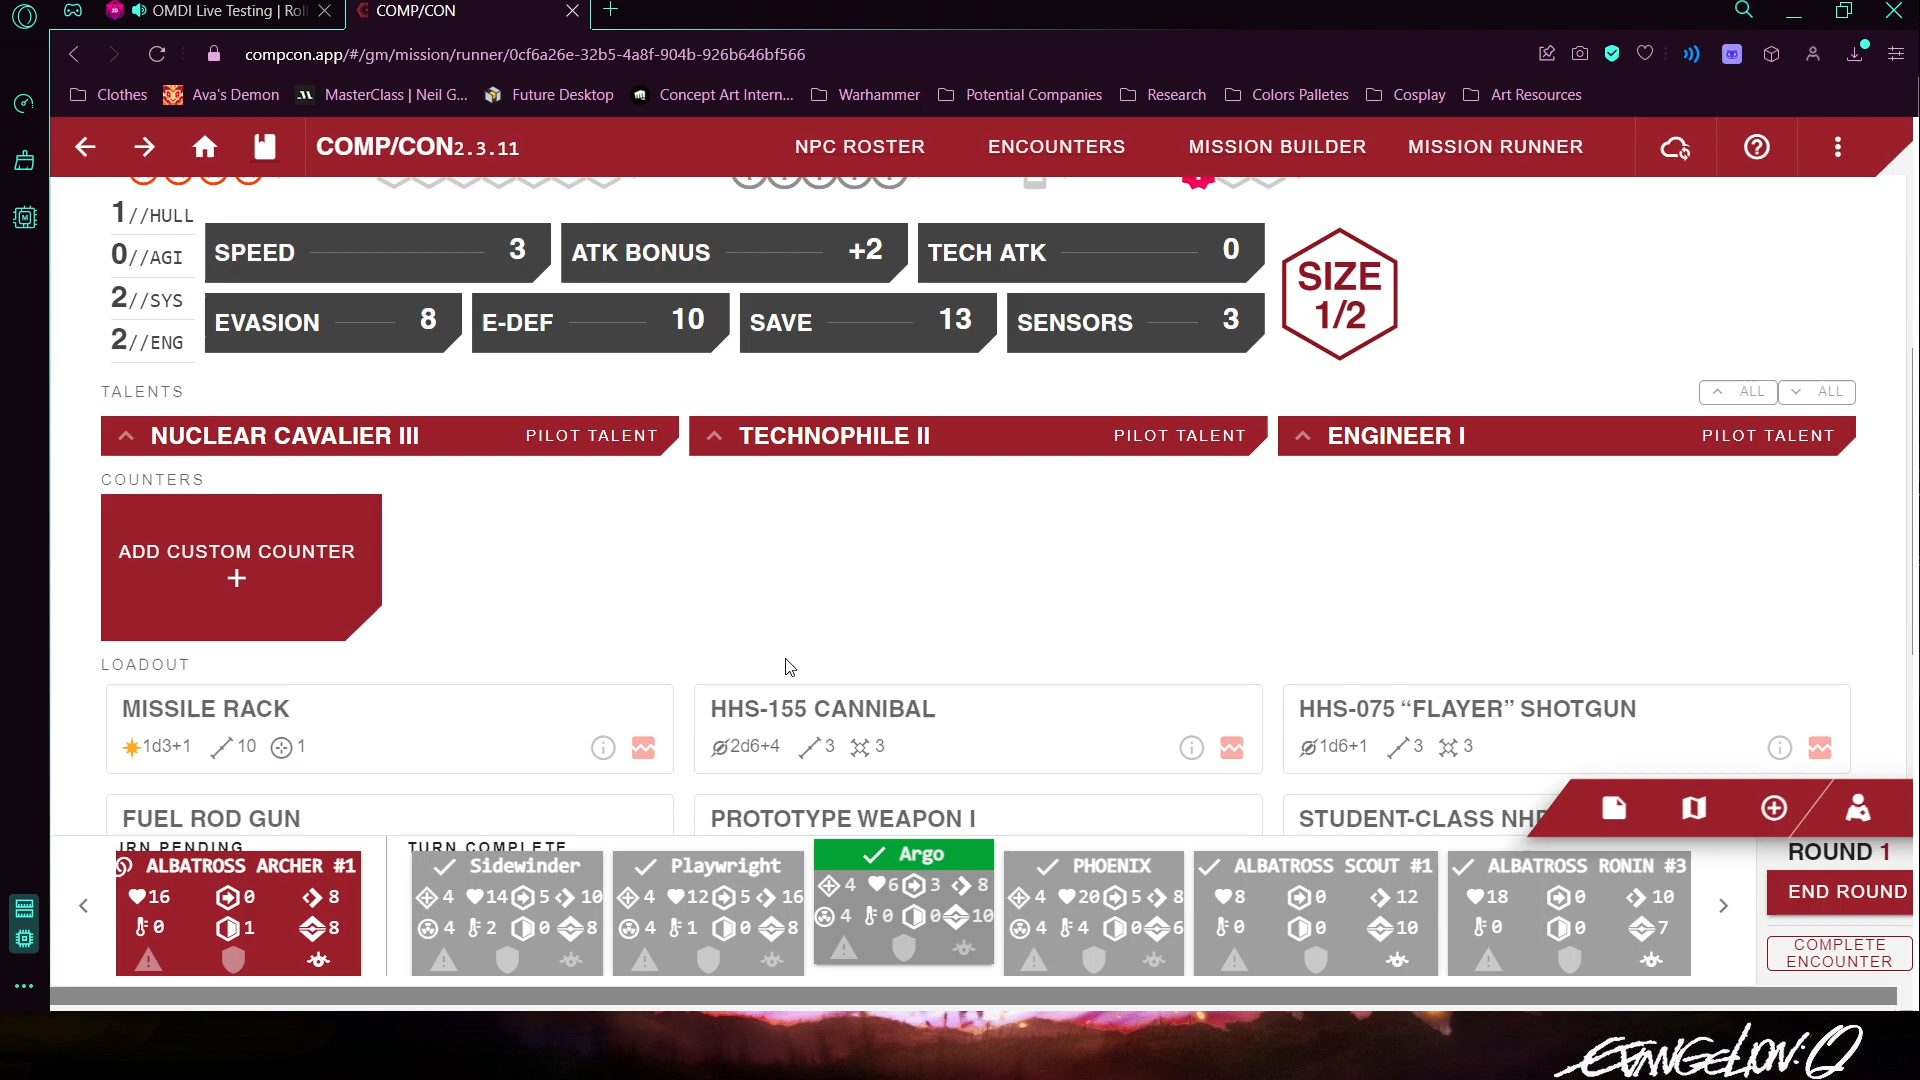 OMDI Live Testing | Roll
COMP/CON
compcon.app/#/gm/mission/runner/0cf6a26e-32b5-4a8f-904b-926b646bf566
Clothes
Ava's Demon
MasterClass | Neil G...
Future Desktop
Concept Art Intern...
Warhammer
Potential Companies
Research
Colors Palletes
Cosplay
Art Resources
COMP/CON2.3.11
NPC ROSTER
ENCOUNTERS
MISSION BUILDER
MISSION RUNNER
1//HULL
0//AGI
2//SYS
2//ENG
SPEED 3
ATK BONUS +2
TECH ATK 0
EVASION 8
E-DEF 10
SAVE 13
SENSORS 3
SIZE
1/2
TALENTS
ALL
ALL
NUCLEAR CAVALIER III PILOT TALENT
TECHNOPHILE II PILOT TALENT
ENGINEER I PILOT TALENT
COUNTERS
ADD CUSTOM COUNTER
+
LOADOUT
MISSILE RACK
1d3+1 10 1
HHS-155 CANNIBAL
2d6+4 3 3
HHS-075 “FLAYER” SHOTGUN
1d6+1 3 3
FUEL ROD GUN
PROTOTYPE WEAPON I
STUDENT-CLASS NH
RN PENDING
ALBATROSS ARCHER #1
16 0 8
0 1 8
TURN COMPLETE
Sidewinder
4 14 5 10
4 2 0 8
Playwright
4 12 5 16
4 1 0 8
Argo
4 6 3 8
4 0 0 10
PHOENIX
4 20 5 8
4 4 0 6
ALBATROSS SCOUT #1
8 0 12
0 0 10
ALBATROSS RONIN #3
18 0 10
0 0 7
ROUND 1
END ROUND
COMPLETE
ENCOUNTER
EVANGELION:Q